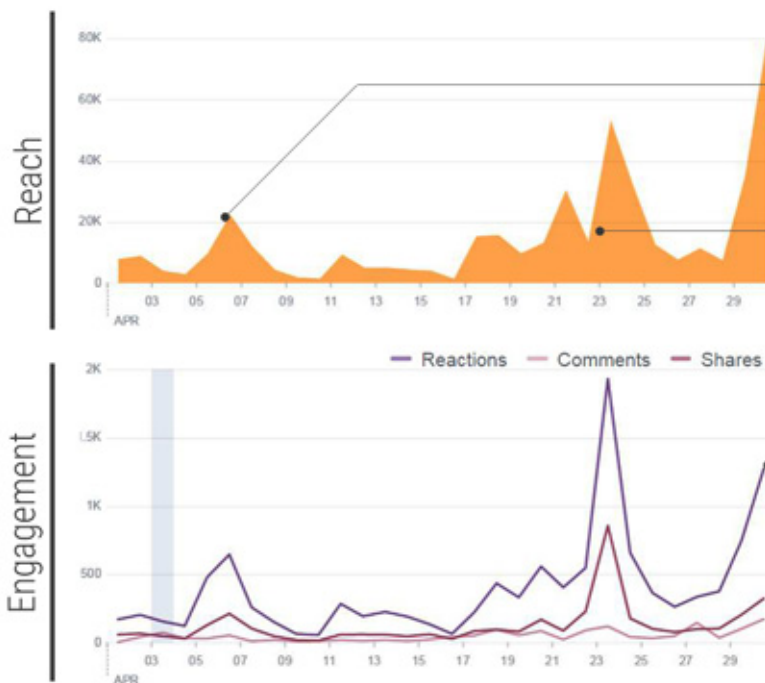 Reach
80K
60K
40K
20K
0
03 05 07 09 11 13 15 17 19 21 23 25 27 29
APR
Reactions Comments Shares
Engagement
2K
1.5K
1K
500
0
03 05 07 09 11 13 15 17 19 21 23 25 27 29
APR